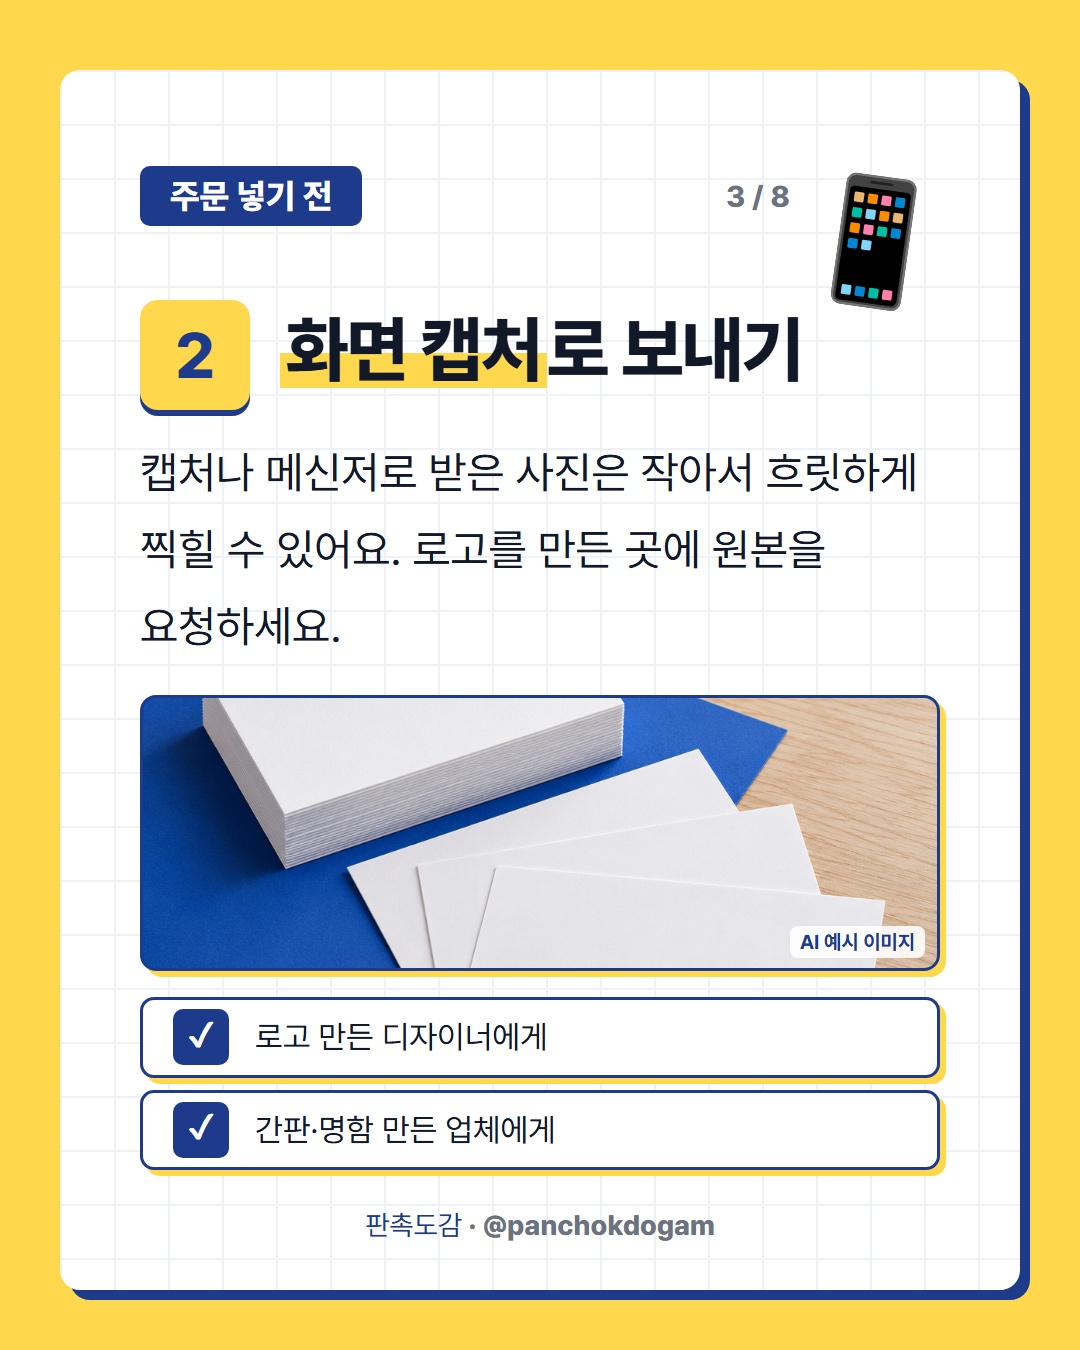 주문 넣기 전
3 / 8
2
화면 캡처로 보내기
캡처나 메신저로 받은 사진은 작아서 흐릿하게
찍힐 수 있어요. 로고를 만든 곳에 원본을
요청하세요.
AI 예시 이미지
로고 만든 디자이너에게
간판·명함 만든 업체에게
판촉도감 · @panchokdogam